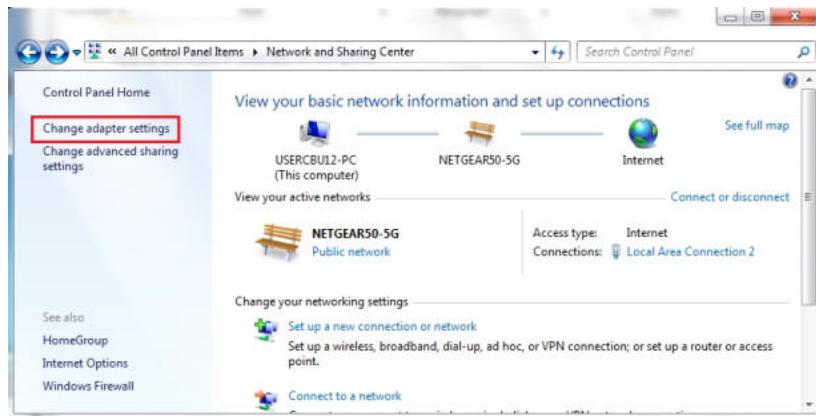 « All Control Panel Items ▸ Network and Sharing Center
Search Control Panel
Control Panel Home
Change adapter settings
Change advanced sharing
settings
See also
HomeGroup
Internet Options
Windows Firewall
View your basic network information and set up connections
See full map
USERCBU12-PC
(This computer)
NETGEAR50-5G
Internet
View your active networks
Connect or disconnect
NETGEAR50-5G
Public network
Access type: Internet
Connections: Local Area Connection 2
Change your networking settings
Set up a new connection or network
Set up a wireless, broadband, dial-up, ad hoc, or VPN connection; or set up a router or access
point.
Connect to a network